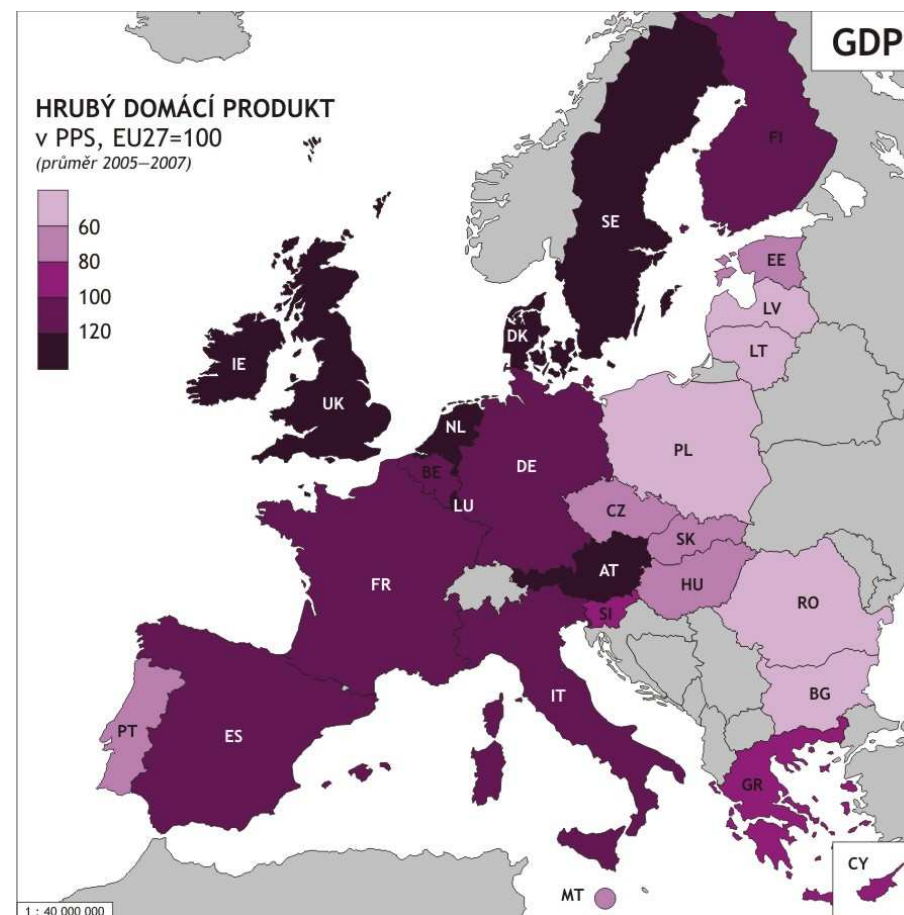 GDP
HRUBÝ DOMÁCÍ PRODUKT
v PPS, EU27=100
(průměr 2005–2007)
60
80
100
120
FI
SE
EE
LV
LT
DK
IE
UK
NL
PL
DE
BE
LU
CZ
SK
AT
HU
FR
SI
RO
IT
BG
PT
ES
GR
CY
MT
1 : 40 000 000